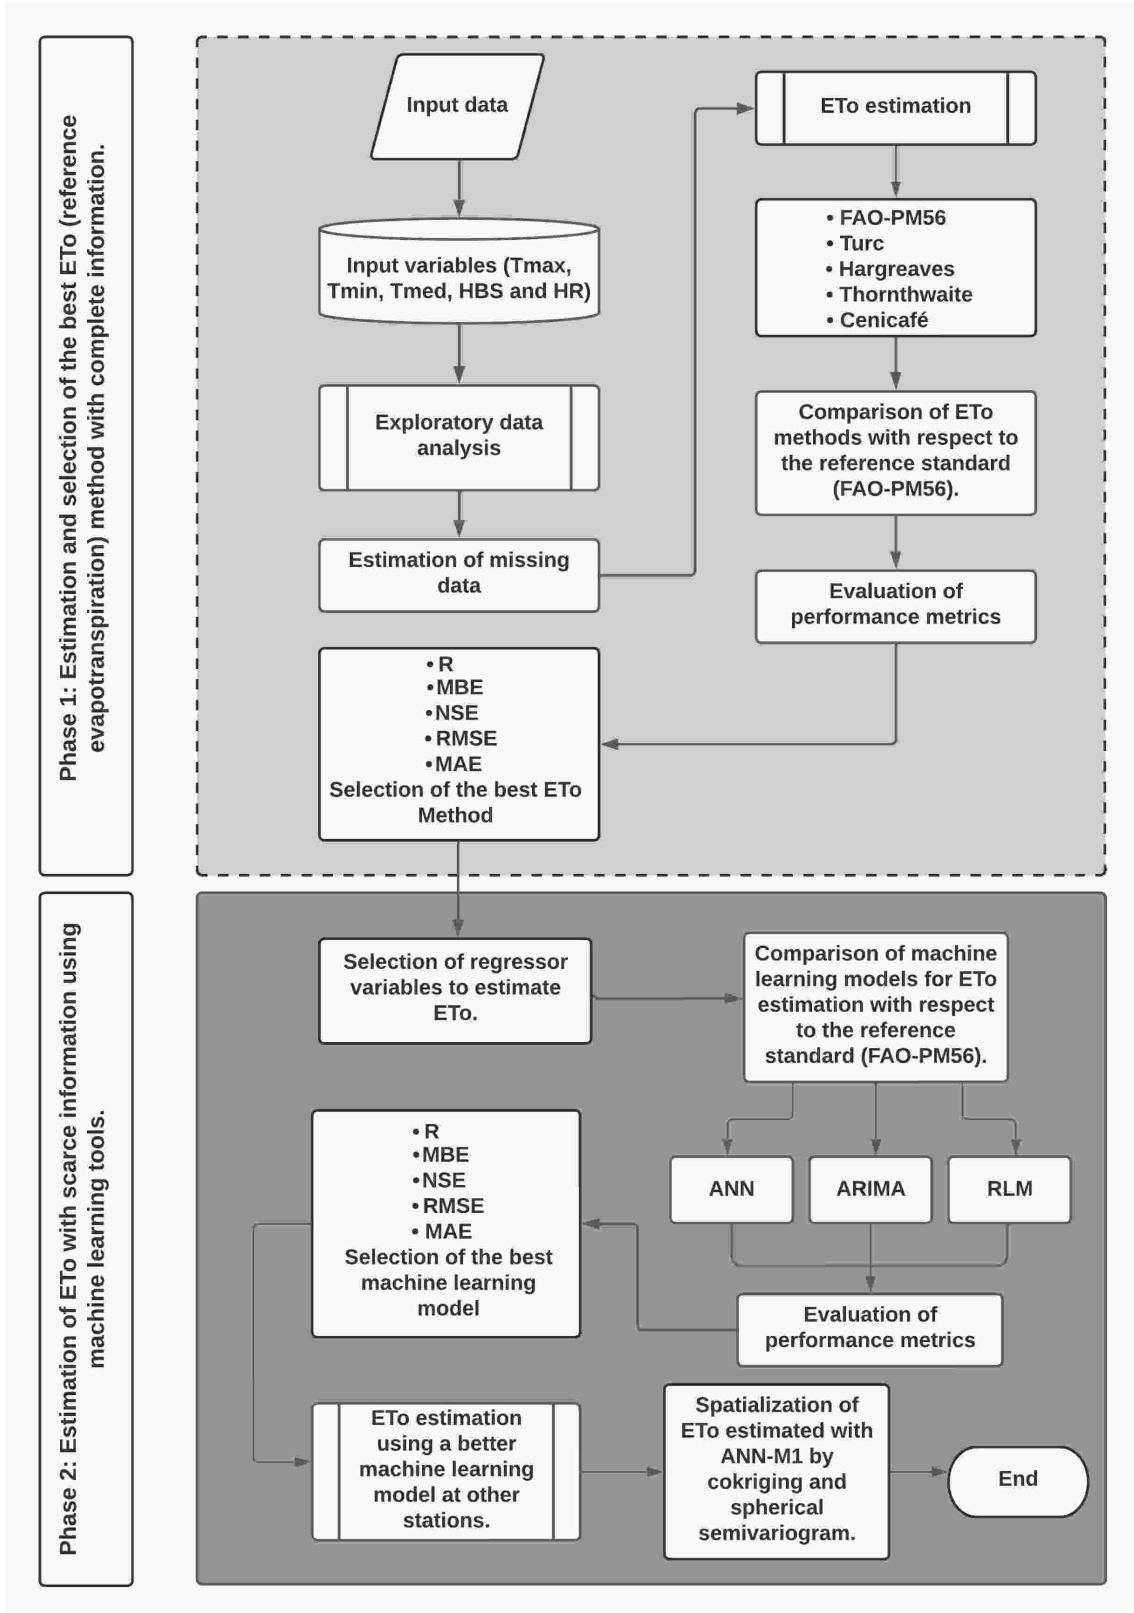 Phase 1: Estimation and selection of the best ETo (reference
evapotranspiration) method with complete information.
Input data
Input variables (Tmax,
Tmin, Tmed, HBS and HR)
Exploratory data
analysis
Estimation of missing
data
ETo estimation
• FAO-PM56
• Turc
• Hargreaves
• Thornthwaite
• Cenicafé
Comparison of ETo
methods with respect to
the reference standard
(FAO-PM56).
Evaluation of
performance metrics
• R
• MBE
• NSE
• RMSE
• MAE
Selection of the best ETo
Method
Phase 2: Estimation of ETo with scarce information using
machine learning tools.
Selection of regressor
variables to estimate
ETo.
Comparison of machine
learning models for ETo
estimation with respect
to the reference
standard (FAO-PM56).
ANN
ARIMA
RLM
Evaluation of
performance metrics
• R
• MBE
• NSE
• RMSE
• MAE
Selection of the best
machine learning
model
ETo estimation
using a better
machine learning
model at other
stations.
Spatialization of
ETo estimated with
ANN-M1 by
cokriging and
spherical
semivariogram.
End